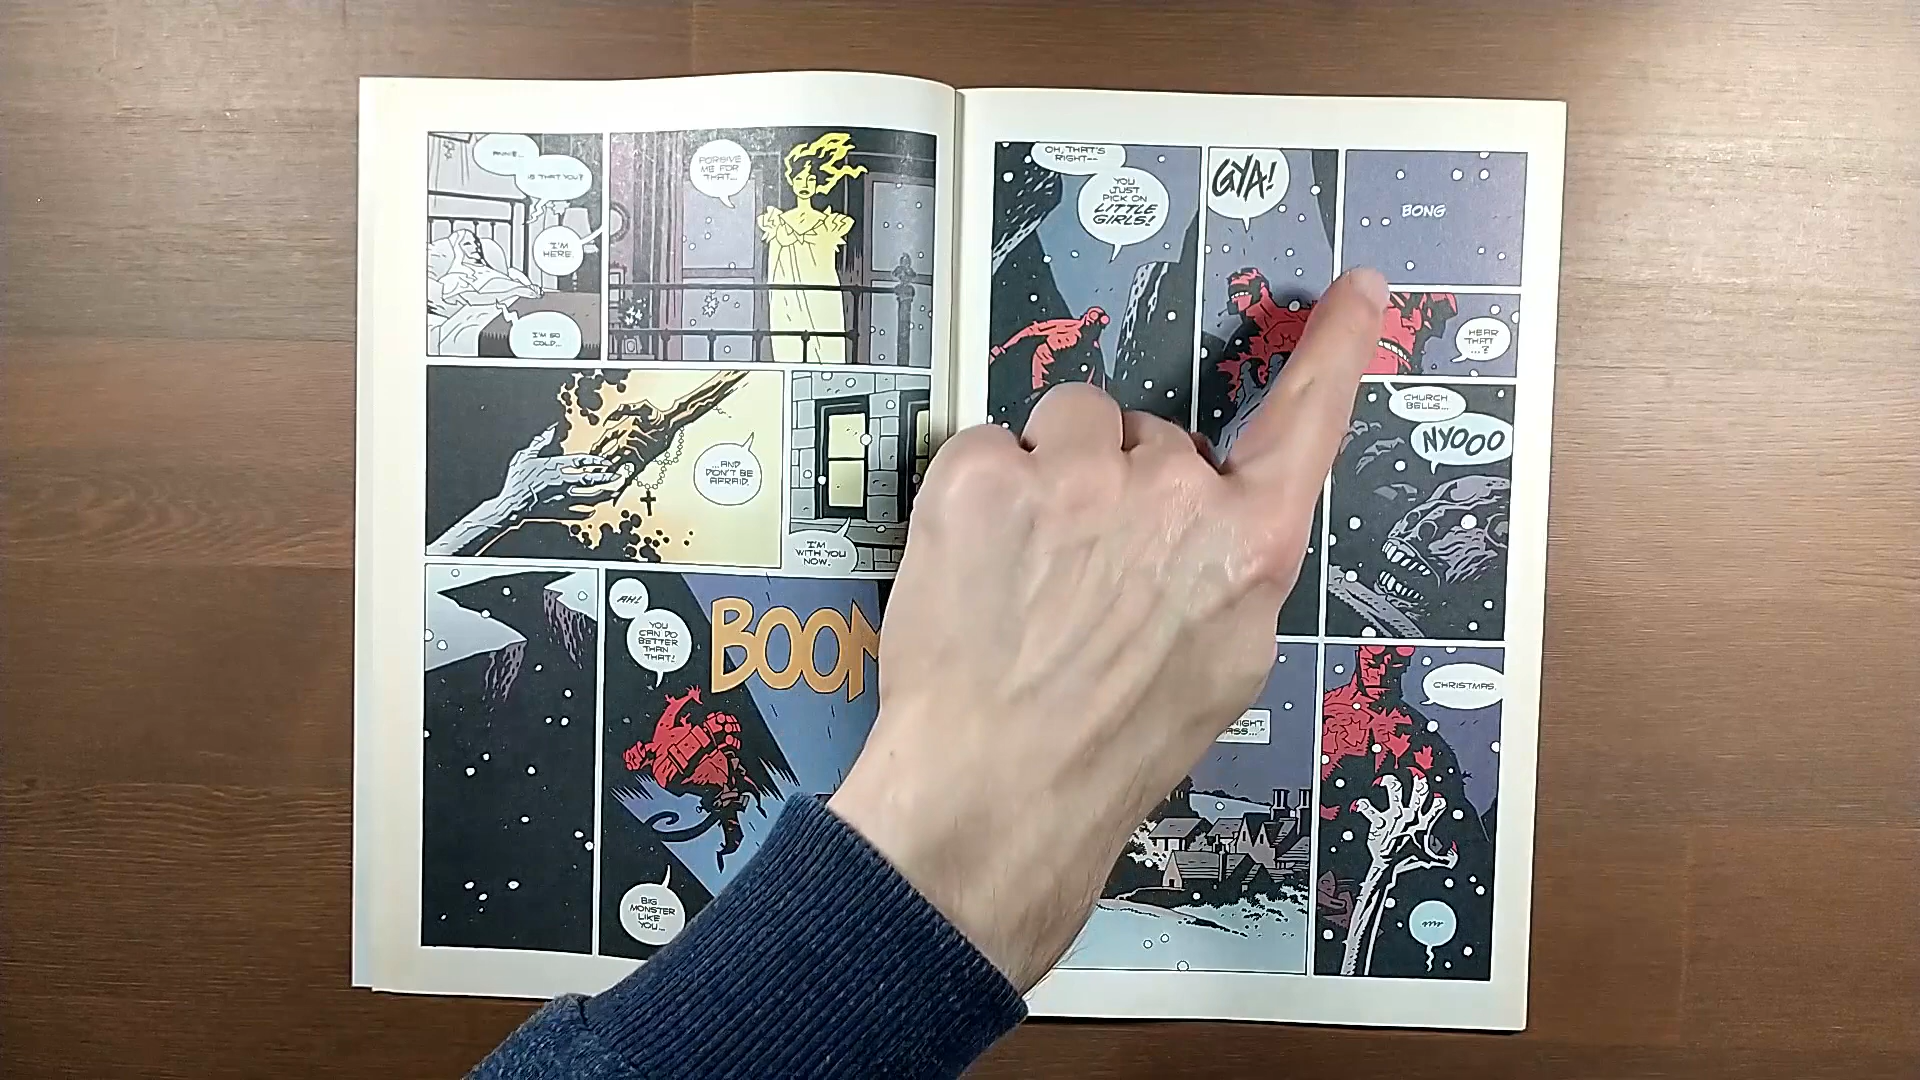 ANNIE...
IS THAT YOU?
I'M
HERE.
I'M SO
COLD...
FORGIVE
ME FOR
THAT...
...AND
DON'T BE
AFRAID.
I'M
WITH YOU
NOW.
AH!
YOU
CAN DO
BETTER
THAN
THAT!
BOOM
BIG
MONSTER
LIKE
YOU...
OH, THAT'S
RIGHT--
YOU
JUST
PICK ON
LITTLE
GIRLS!
GYA!
BONG
HEAR
THAT
...?
CHURCH
BELLS...
NYOOO
CHRISTMAS.